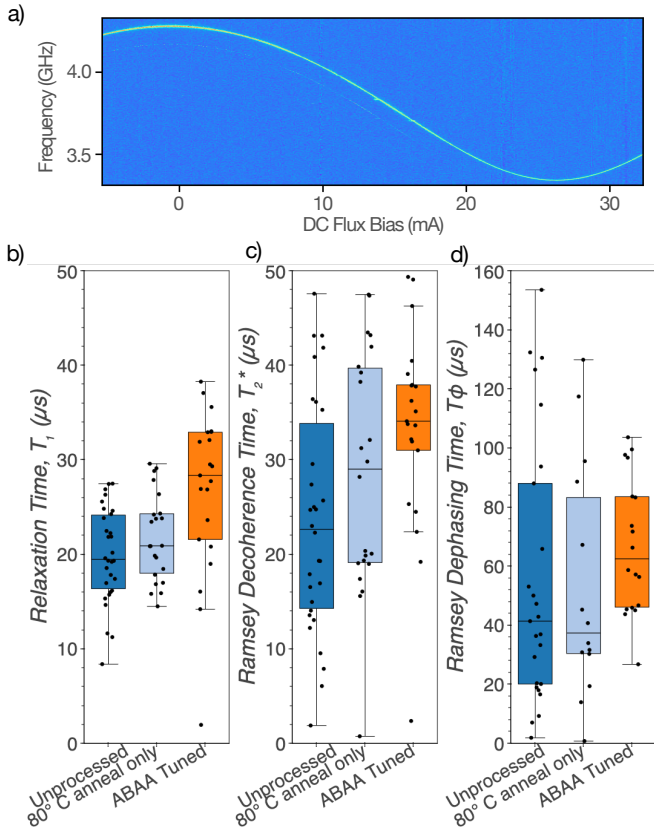 a)
Frequency (GHz)
4.0
3.5
0
10
20
30
DC Flux Bias (mA)
b)
Relaxation Time, T1 (μs)
50
40
30
20
10
0
Unprocessed
80° C anneal only
ABAA Tuned
c)
Ramsey Decoherence Time, T2* (μs)
50
40
30
20
10
0
Unprocessed
80° C anneal only
ABAA Tuned
d)
Ramsey Dephasing Time, Tϕ (μs)
160
140
120
100
80
60
40
20
0
Unprocessed
80° C anneal only
ABAA Tuned